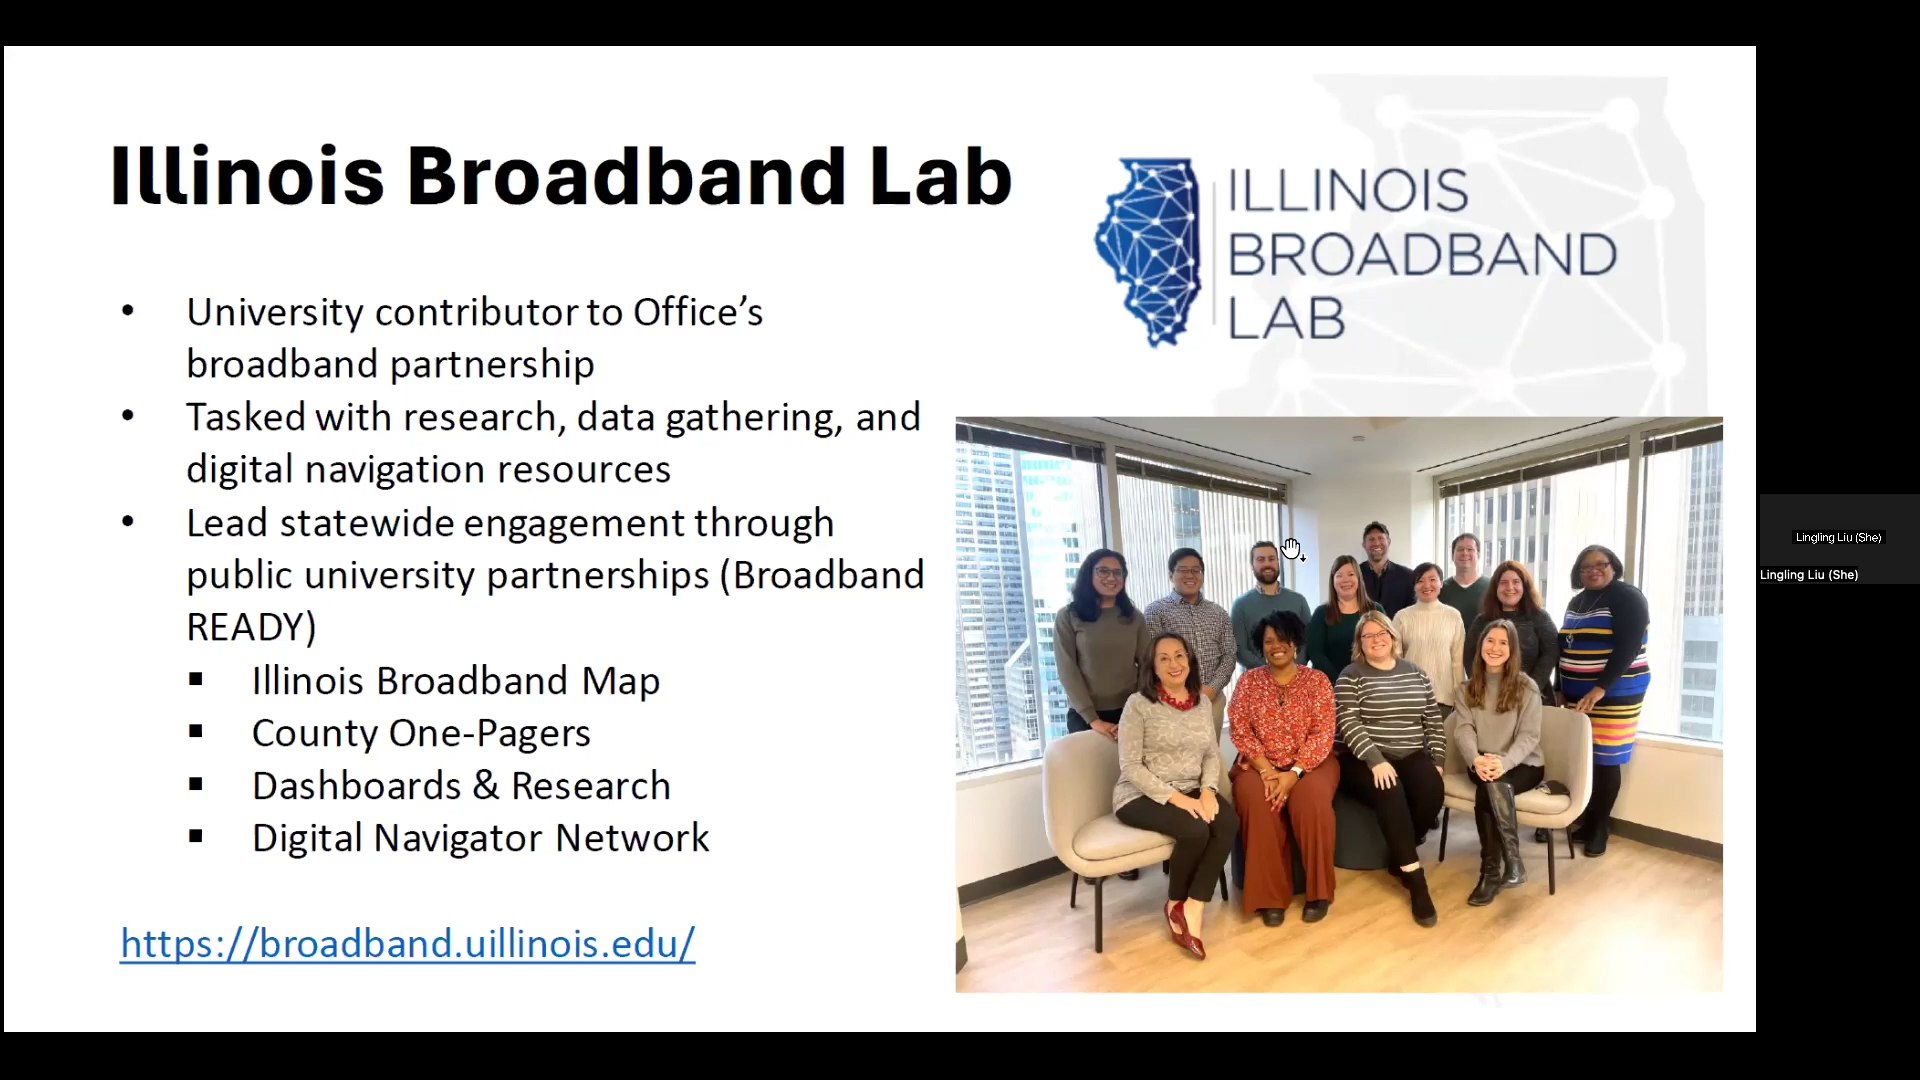 Illinois Broadband Lab
ILLINOIS
BROADBAND
LAB
• University contributor to Office’s
broadband partnership
• Tasked with research, data gathering, and
digital navigation resources
• Lead statewide engagement through
public university partnerships (Broadband
READY)
▪ Illinois Broadband Map
▪ County One-Pagers
▪ Dashboards & Research
▪ Digital Navigator Network
https://broadband.uillinois.edu/
Lingling Liu (She)
Lingling Liu (She)